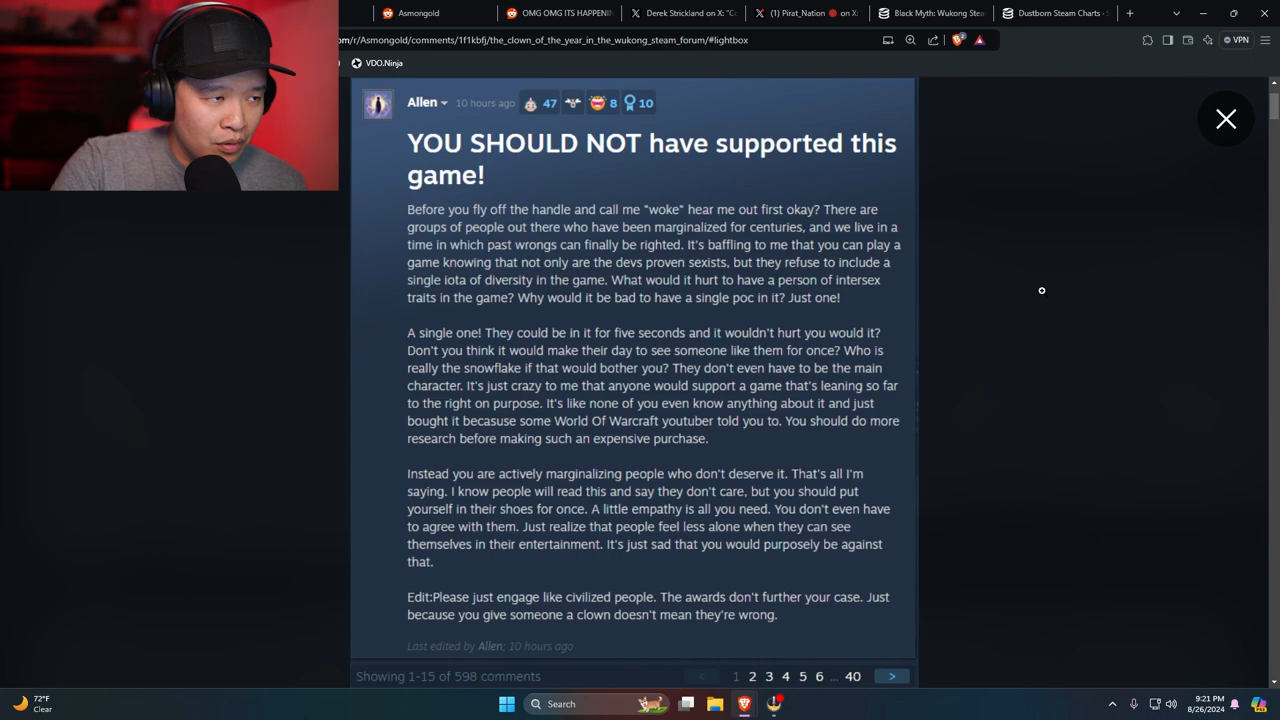 Asmongold
OMG OMG ITS HAPPENIN
Derek Strickland on X: "Co
(1) Pirat_Nation 🔴 on X:
Black Myth: Wukong Stea
Dustborn Steam Charts · S
om/r/Asmongold/comments/1f1kbfj/the_clown_of_the_year_in_the_wukong_steam_forum/#lightbox
VPN
VDO.Ninja
Allen 10 hours ago 47 8 10
YOU SHOULD NOT have supported this
game!
Before you fly off the handle and call me "woke" hear me out first okay? There are
groups of people out there who have been marginalized for centuries, and we live in a
time in which past wrongs can finally be righted. It's baffling to me that you can play a
game knowing that not only are the devs proven sexists, but they refuse to include a
single iota of diversity in the game. What would it hurt to have a person of intersex
traits in the game? Why would it be bad to have a single poc in it? Just one!
A single one! They could be in it for five seconds and it wouldn't hurt you would it?
Don't you think it would make their day to see someone like them for once? Who is
really the snowflake if that would bother you? They don't even have to be the main
character. It's just crazy to me that anyone would support a game that's leaning so far
to the right on purpose. It's like none of you even know anything about it and just
bought it becasuse some World Of Warcraft youtuber told you to. You should do more
research before making such an expensive purchase.
Instead you are actively marginalizing people who don't deserve it. That's all I'm
saying. I know people will read this and say they don't care, but you should put
yourself in their shoes for once. A little empathy is all you need. You don't even have
to agree with them. Just realize that people feel less alone when they can see
themselves in their entertainment. It's just sad that you would purposely be against
that.
Edit:Please just engage like civilized people. The awards don't further your case. Just
because you give someone a clown doesn't mean they're wrong.
Last edited by Allen; 10 hours ago
Showing 1-15 of 598 comments
< 1 2 3 4 5 6 ... 40 >
72°F
Clear
Search
9:21 PM
8/26/2024